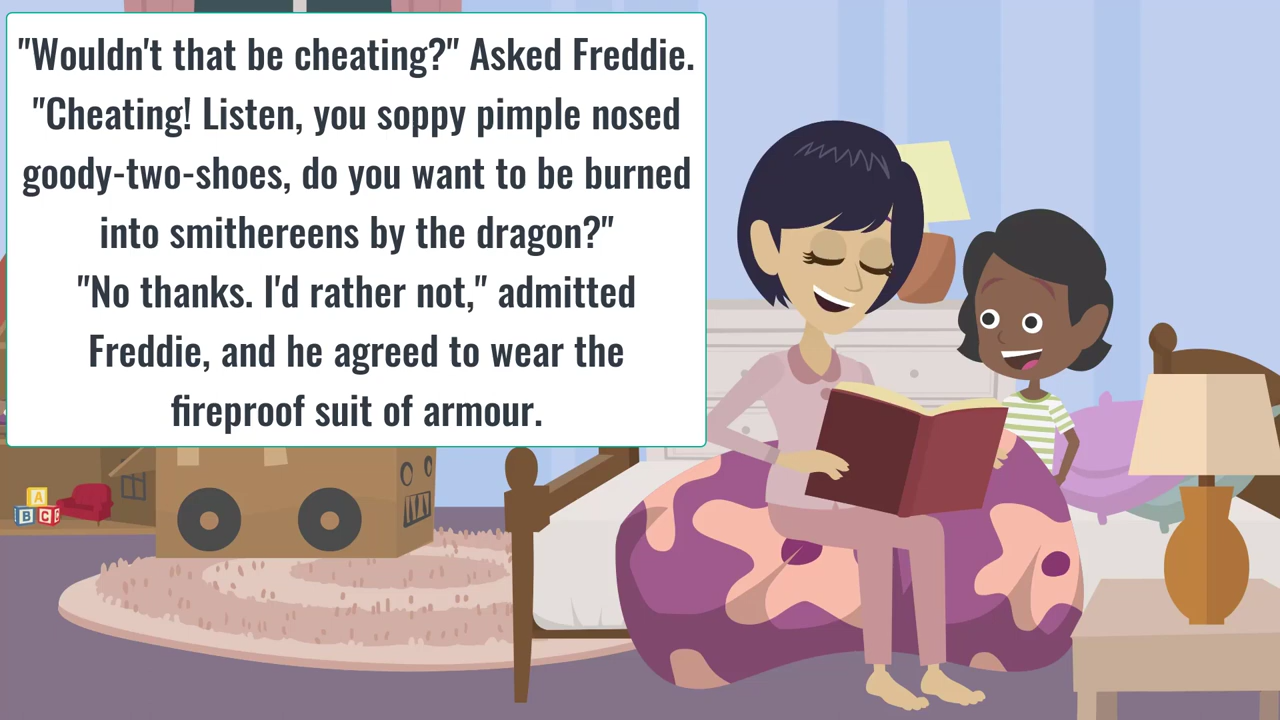 "Wouldn't that be cheating?" Asked Freddie.
"Cheating! Listen, you soppy pimple nosed
goody-two-shoes, do you want to be burned
into smithereens by the dragon?"
"No thanks. I'd rather not," admitted
Freddie, and he agreed to wear the
fireproof suit of armour.
A
B C C